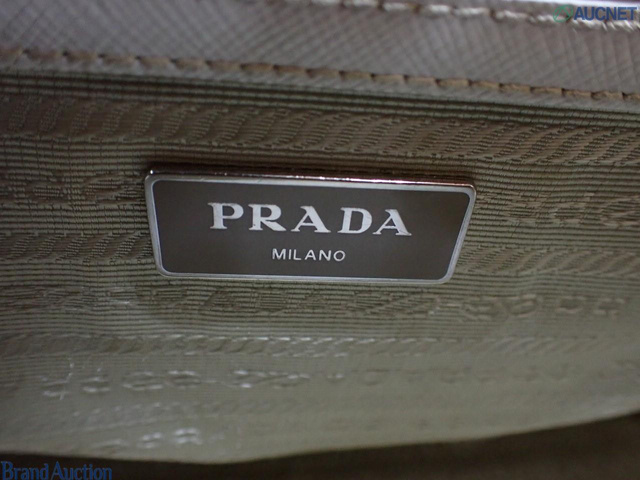 AUCNET
PRADA
MILANO
Brand Auction